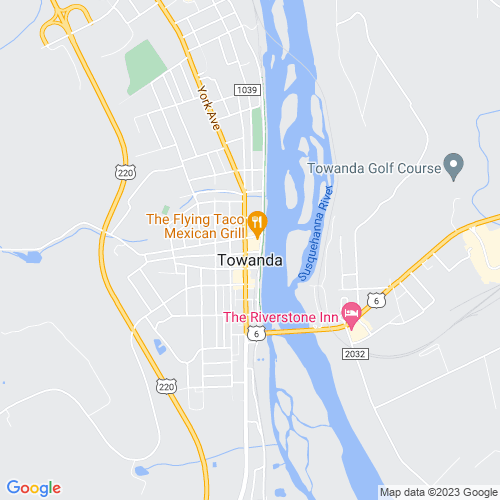 York Ave
1039
220
Towanda Golf Course
The Flying Taco
Mexican Grill
Susquehanna River
Towanda
6
The Riverstone Inn
6
2032
220
Google
Map data ©2023 Google